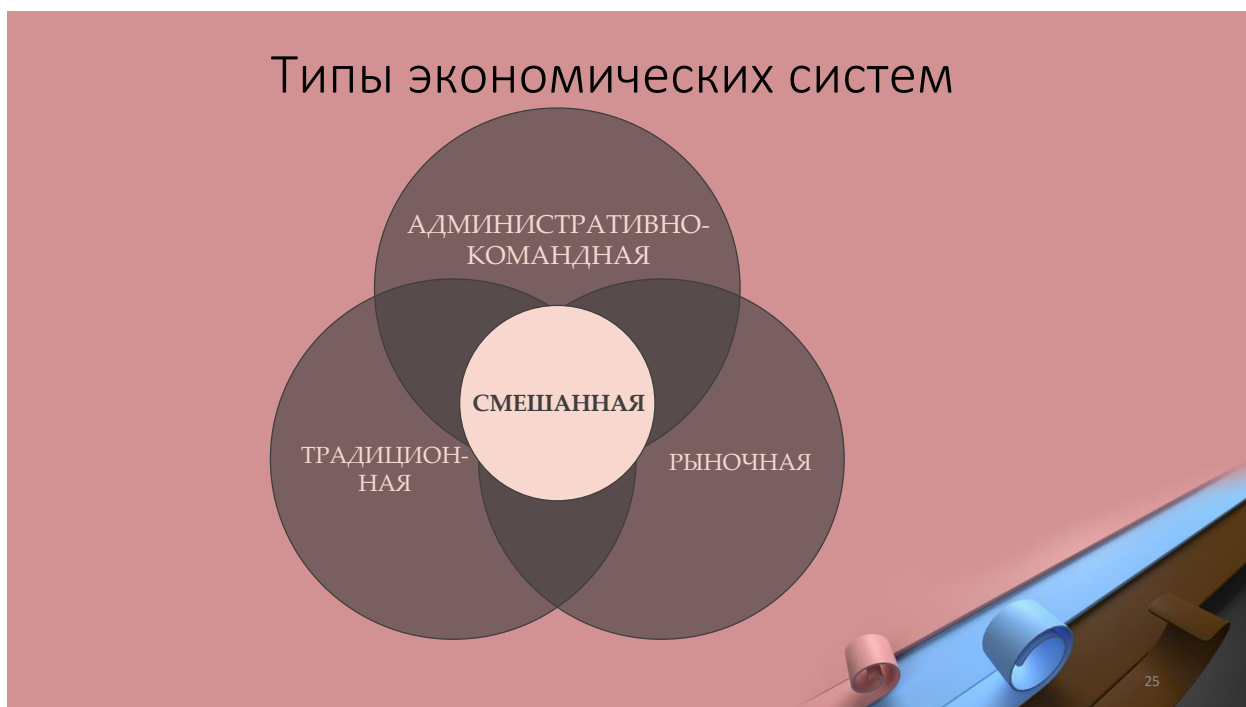 Типы экономических систем
АДМИНИСТРАТИВНО-
КОМАНДНАЯ
СМЕШАННАЯ
ТРАДИЦИОН-
НАЯ
РЫНОЧНАЯ
25